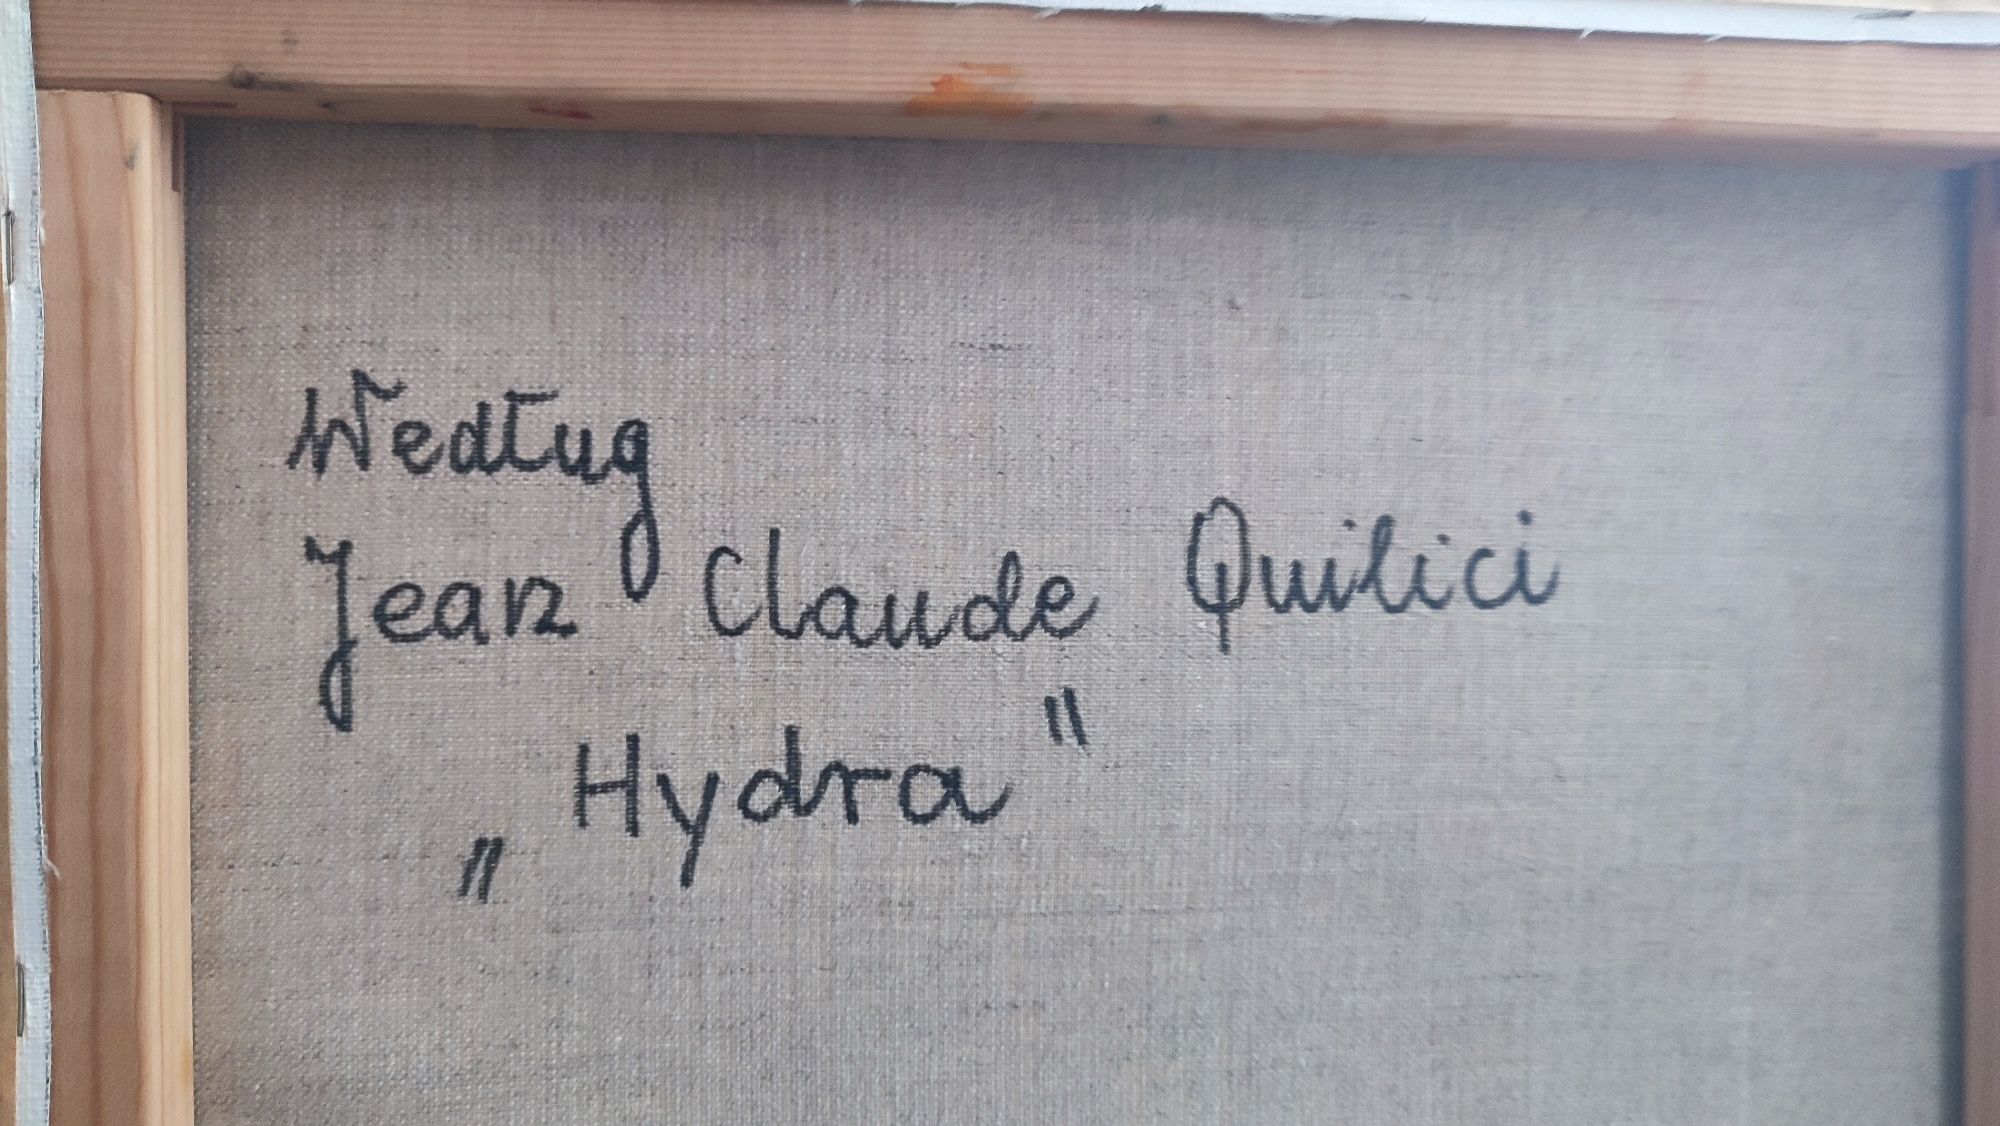 Według
Jean Claude Quilici
„Hydra"